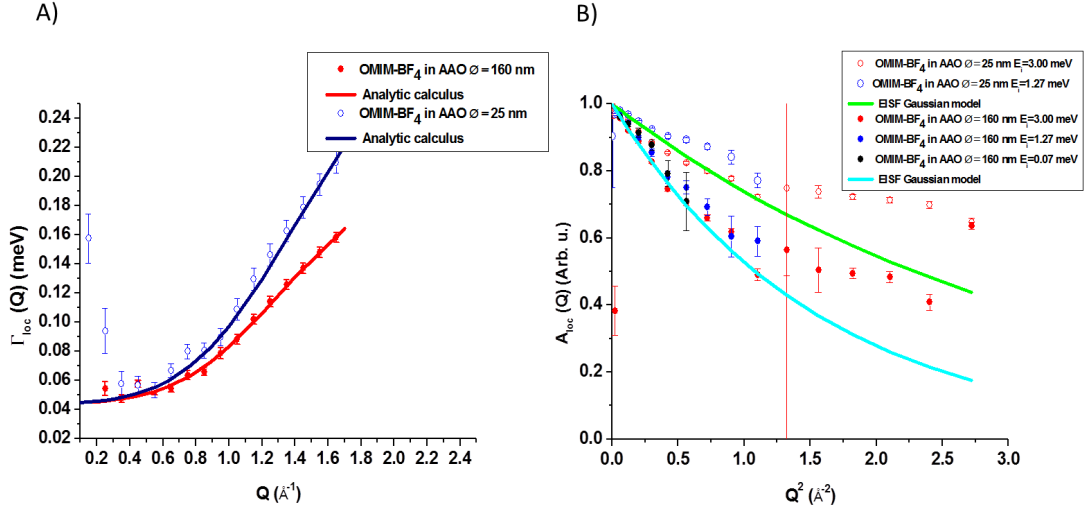 A)
OMIM-BF4 in AAO Ø = 160 nm
Analytic calculus
OMIM-BF4 in AAO Ø = 25 nm
Analytic calculus
0.24
0.22
0.20
0.18
0.16
0.14
0.12
0.10
0.08
0.06
0.04
0.02
Γloc (Q) (meV)
0.2 0.4 0.6 0.8 1.0 1.2 1.4 1.6 1.8 2.0 2.2 2.4
Q (Å-1)
B)
OMIM-BF4 in AAO Ø = 25 nm Ei=3.00 meV
OMIM-BF4 in AAO Ø = 25 nm Ei=1.27 meV
EISF Gaussian model
OMIM-BF4 in AAO Ø = 160 nm Ei=3.00 meV
OMIM-BF4 in AAO Ø = 160 nm Ei=1.27 meV
OMIM-BF4 in AAO Ø = 160 nm Ei=0.07 meV
EISF Gaussian model
1.0
0.8
0.6
0.4
0.2
0.0
Aloc (Q) (Arb. u.)
0.0 0.5 1.0 1.5 2.0 2.5 3.0
Q2 (Å-2)